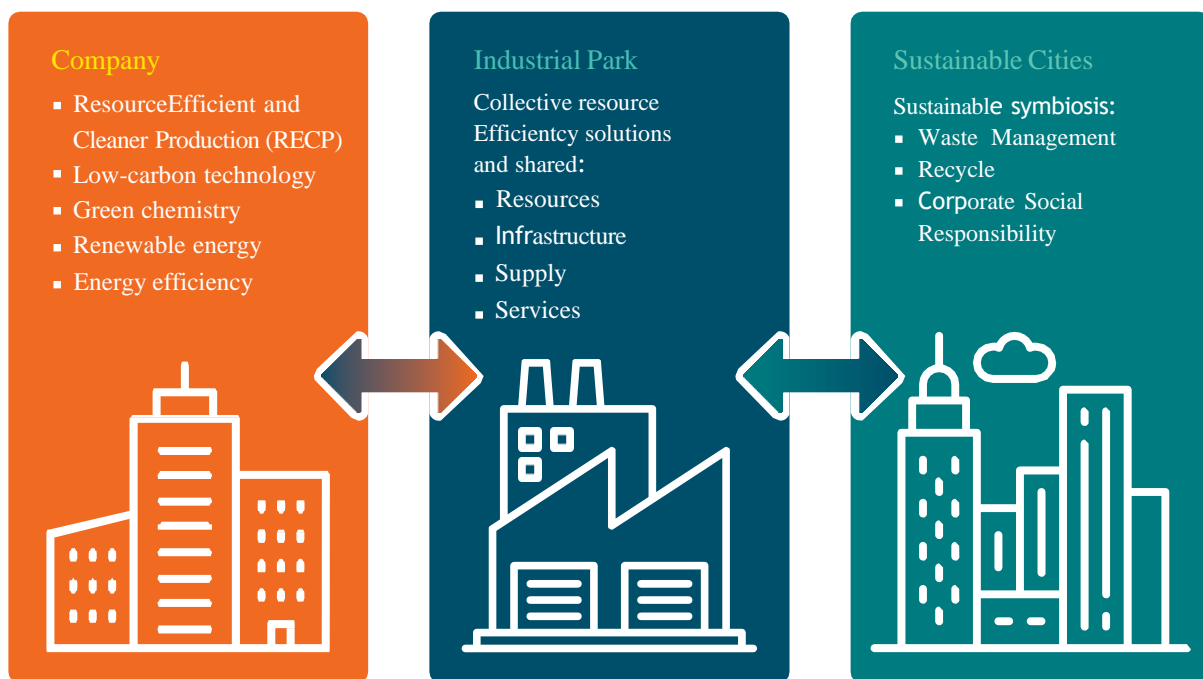 Company
▪ ResourceEfficient and
Cleaner Production (RECP)
▪ Low-carbon technology
▪ Green chemistry
▪ Renewable energy
▪ Energy efficiency
Industrial Park
Collective resource
Efficientcy solutions
and shared:
▪ Resources
▪ Infrastructure
▪ Supply
▪ Services
Sustainable Cities
Sustainable symbiosis:
▪ Waste Management
▪ Recycle
▪ Corporate Social
Responsibility